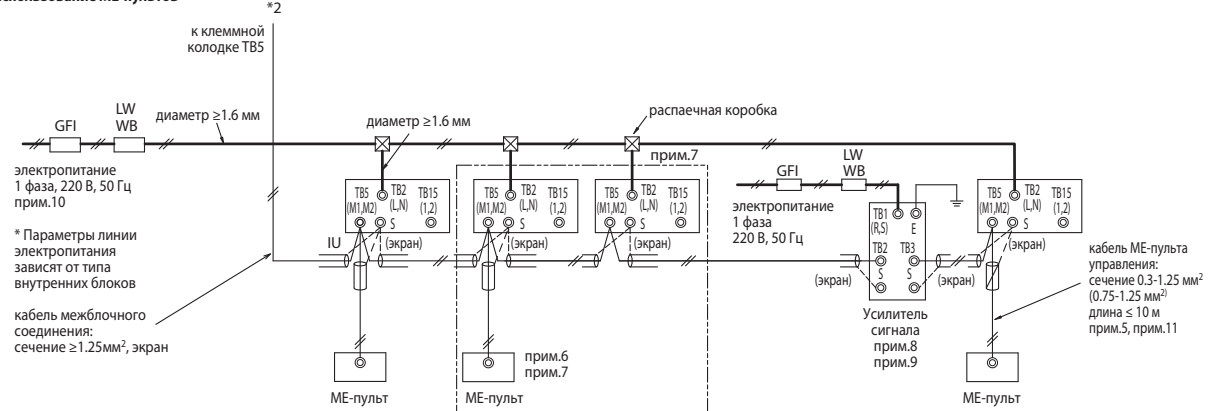 *2
к клеммной
колодке TB5
GFI
LW
WB
диаметр ≥1.6 мм
диаметр ≥1.6 мм
распаечная коробка
прим.7
электропитание
1 фаза, 220 В, 50 Гц
прим.10
* Параметры линии
электропитания
зависят от типа
внутренних блоков
кабель межблочного
соединения:
сечение ≥1.25мм², экран
TB5
(M1,M2)
TB2
(L,N)
TB15
(1,2)
S
IU
(экран)
TB5
(M1,M2)
TB2
(L,N)
TB15
(1,2)
S
(экран)
TB5
(M1,M2)
TB2
(L,N)
TB15
(1,2)
S
(экран)
GFI
LW
WB
электропитание
1 фаза
220 В, 50 Гц
TB1
(R,S)
E
TB2
S
TB3
S
(экран)
(экран)
Усилитель
сигнала
прим.8
прим.9
TB5
(M1,M2)
TB2
(L,N)
TB15
(1,2)
S
(экран)
кабель МЕ-пульта
управления:
сечение 0.3-1.25 мм²
(0.75-1.25 мм²)
длина ≤ 10 м
прим.5, прим.11
прим.6
прим.7
МЕ-пульт
МЕ-пульт
МЕ-пульт